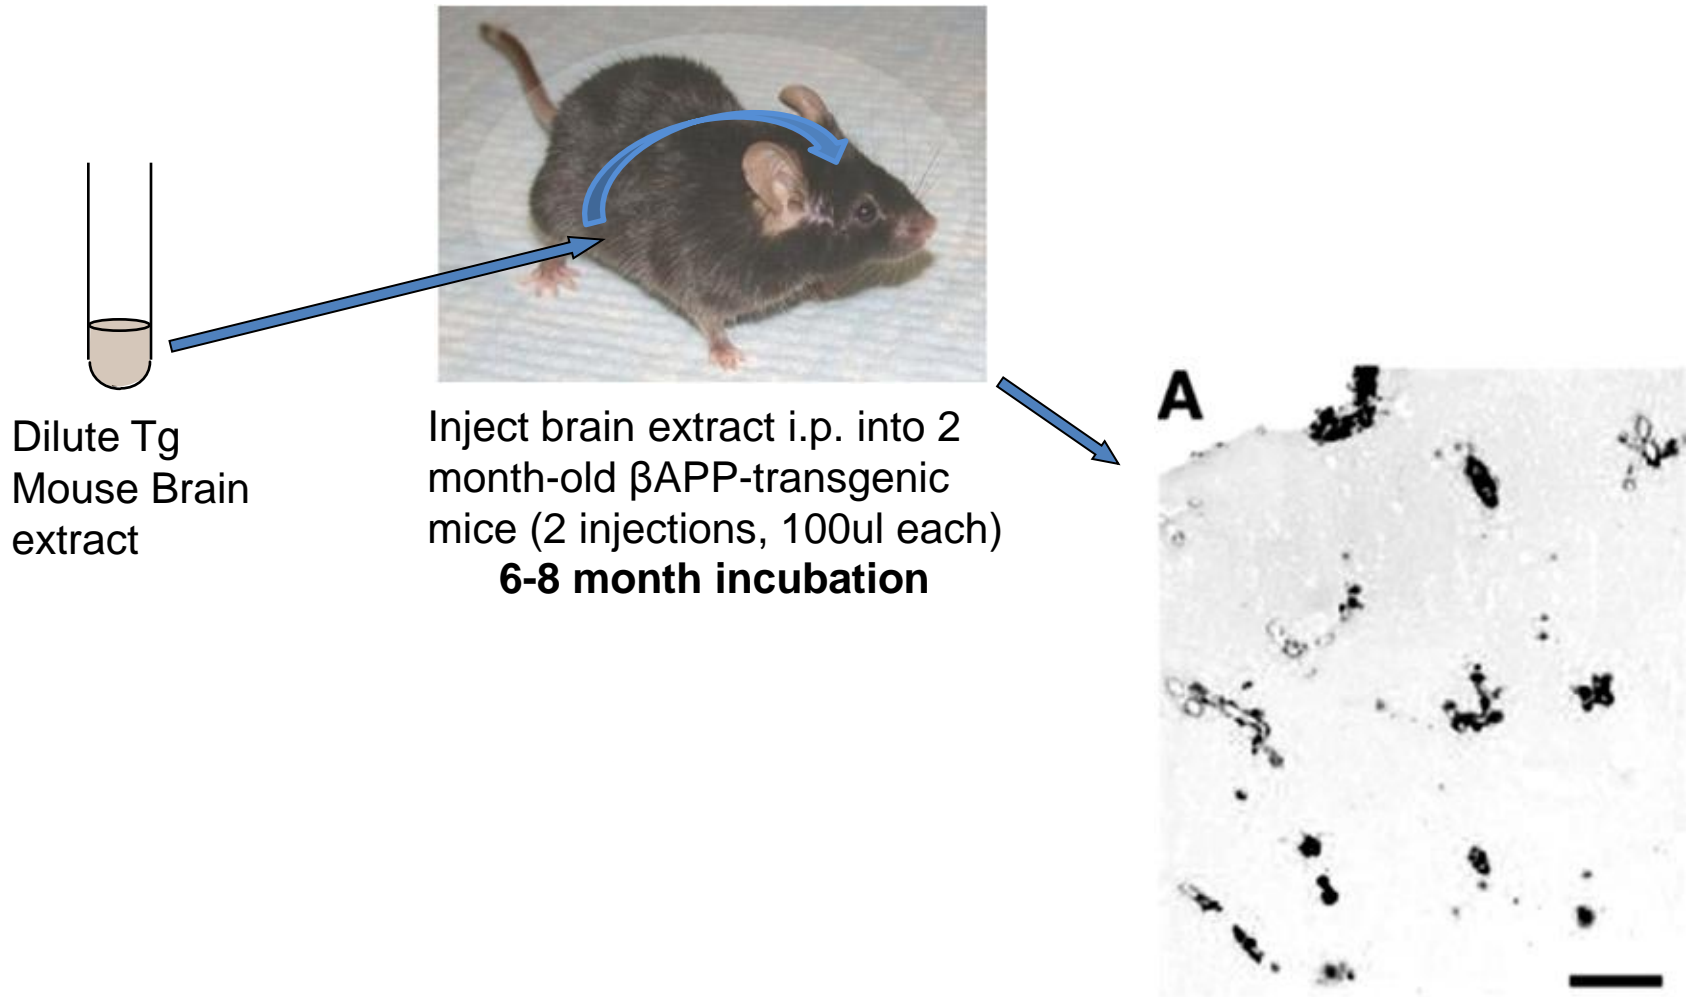 Dilute Tg
Mouse Brain
extract
Inject brain extract i.p. into 2
month-old βAPP-transgenic
mice (2 injections, 100ul each)
6-8 month incubation
A